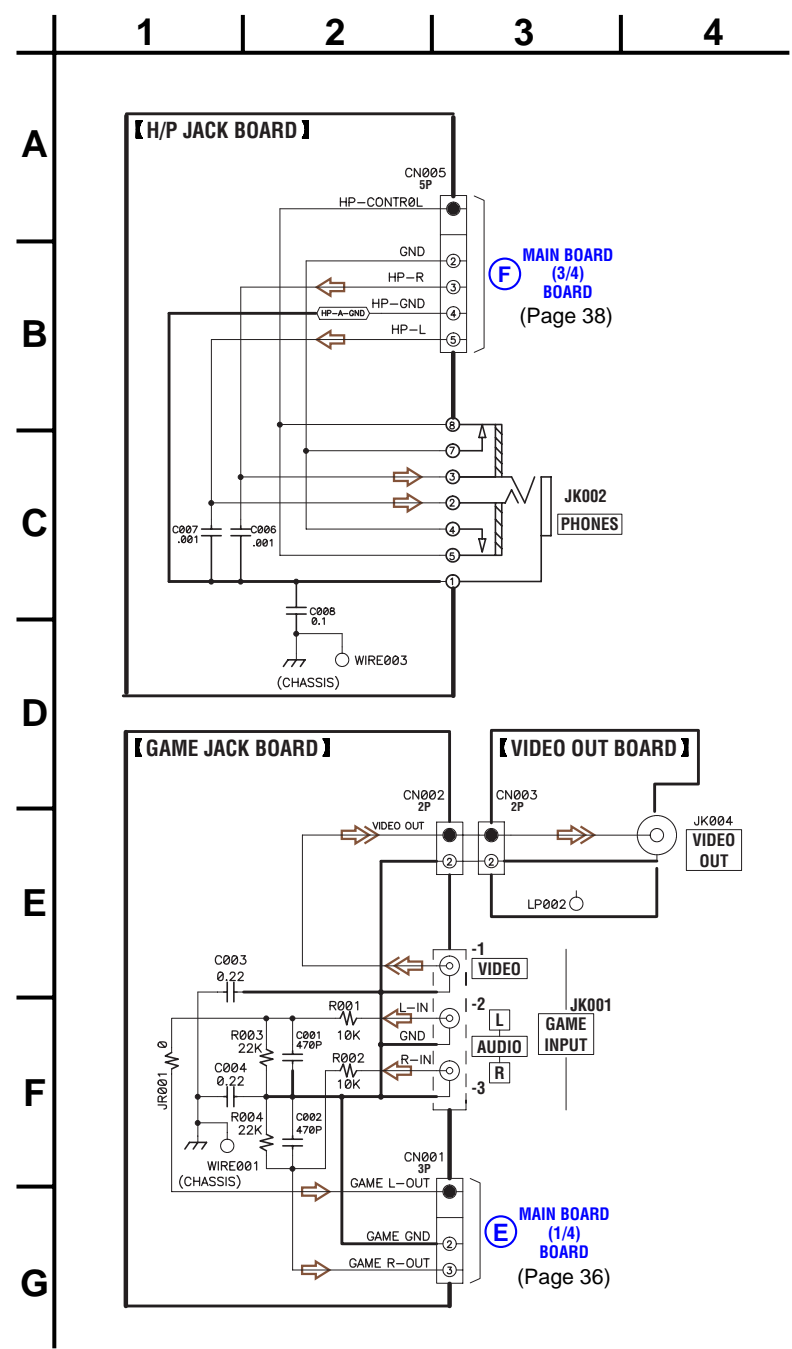 1 2 3 4
A
B
C
D
E
F
G
【H/P JACK BOARD】
CN005
5P
HP-CONTROL
GND
HP-R
HP-GND
HP-A-GND
HP-L
2
3
4
5
F
MAIN BOARD
(3/4)
BOARD
(Page 38)
8
7
3
2
4
5
1
JK002
PHONES
C007
.001
C006
.001
C008
0.1
WIRE003
(CHASSIS)
【GAME JACK BOARD】
【VIDEO OUT BOARD】
CN002
2P
CN003
2P
VIDEO OUT
2
2
JK004
VIDEO
OUT
LP002
-1
VIDEO
C003
0.22
-2
L-IN
GND
R-IN
L
AUDIO
R
-3
JK001
GAME
INPUT
R001
10K
R002
10K
R003
22K
C001
470P
JR001 0
C004
0.22
R004
22K
C002
470P
WIRE001
(CHASSIS)
CN001
3P
GAME L-OUT
GAME GND
GAME R-OUT
2
3
E
MAIN BOARD
(1/4)
BOARD
(Page 36)